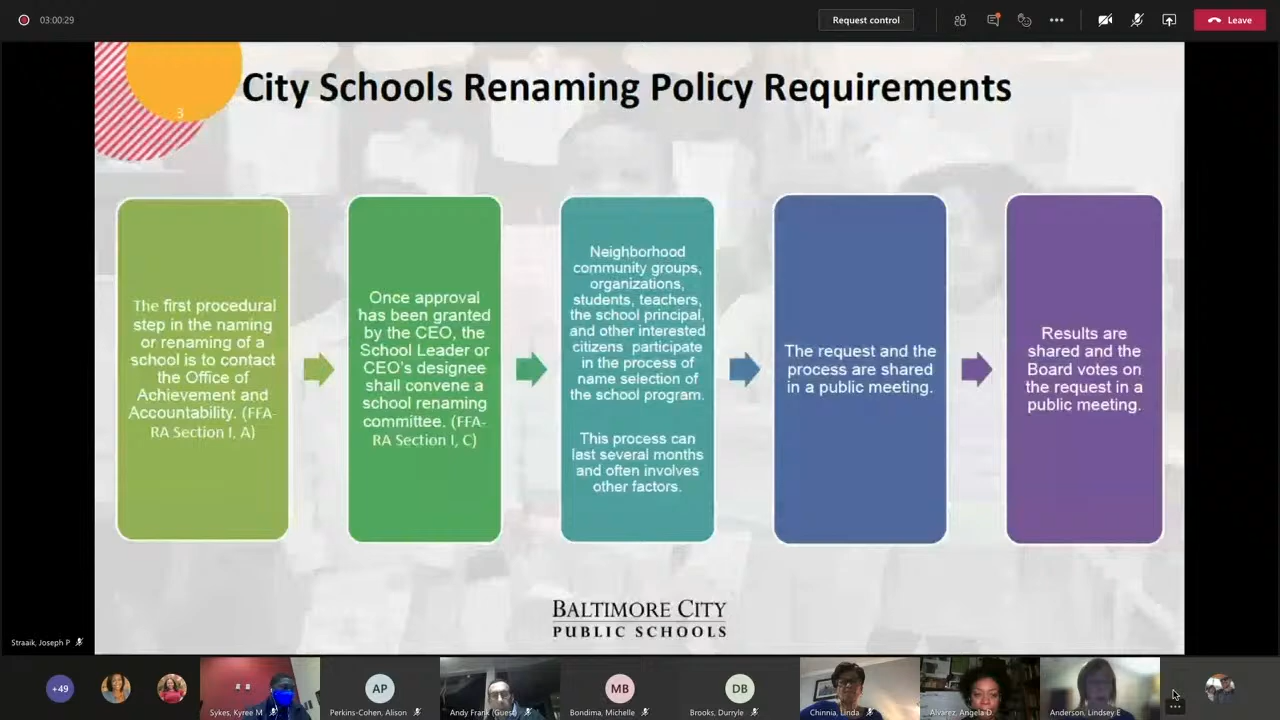 03:00:29
Request control
Leave
City Schools Renaming Policy Requirements
3
The first procedural
step in the naming
or renaming of a
school is to contact
the Office of
Achievement and
Accountability. (FFA-
RA Section I, A)
Once approval
has been granted
by the CEO, the
School Leader or
CEO's designee
shall convene a
school renaming
committee. (FFA-
RA Section I, C)
Neighborhood
community groups,
organizations,
students, teachers,
the school principal,
and other interested
citizens participate
in the process of
name selection of
the school program.
This process can
last several months
and often involves
other factors.
The request and the
process are shared
in a public meeting.
Results are
shared and the
Board votes on
the request in a
public meeting.
BALTIMORE CITY
PUBLIC SCHOOLS
Straaik, Joseph P
+49
Sykes, Kyree M
AP
Perkins-Cohen, Alison
Andy Frank (Guest)
MB
Bondima, Michelle
DB
Brooks, Durryle
Chinnia, Linda
Alvarez, Angela D
Anderson, Lindsey E